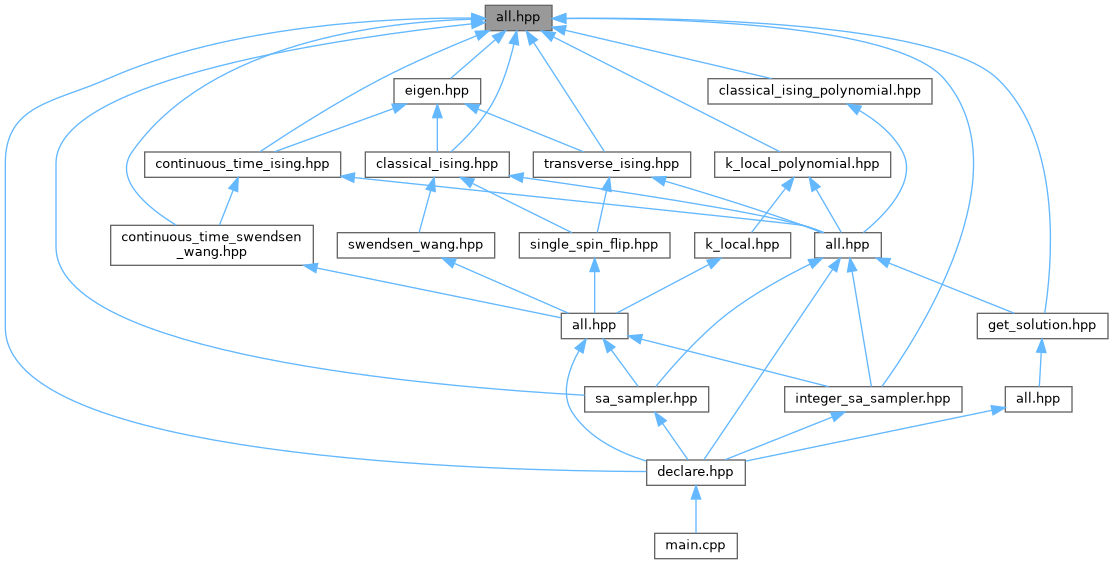 all.hpp
eigen.hpp
classical_ising_polynomial.hpp
continuous_time_ising.hpp
classical_ising.hpp
transverse_ising.hpp
k_local_polynomial.hpp
continuous_time_swendsen
_wang.hpp
swendsen_wang.hpp
single_spin_flip.hpp
k_local.hpp
all.hpp
all.hpp
get_solution.hpp
sa_sampler.hpp
integer_sa_sampler.hpp
all.hpp
declare.hpp
main.cpp